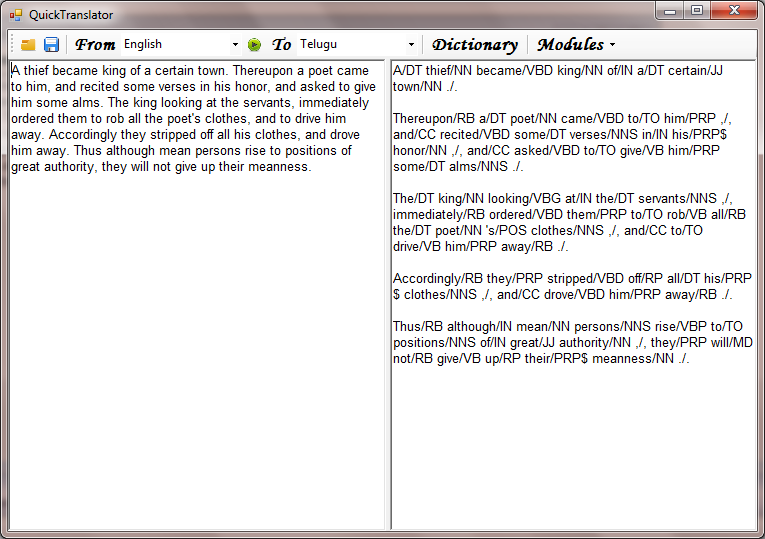 QuickTranslator
From English To Telugu Dictionary Modules
A thief became king of a certain town. Thereupon a poet came
to him, and recited some verses in his honor, and asked to give
him some alms. The king looking at the servants, immediately
ordered them to rob all the poet's clothes, and to drive him
away. Accordingly they stripped off all his clothes, and drove
him away. Thus although mean persons rise to positions of
great authority, they will not give up their meanness.
A/DT thief/NN became/VBD king/NN of/IN a/DT certain/JJ
town/NN ./.
Thereupon/RB a/DT poet/NN came/VBD to/TO him/PRP ,/,
and/CC recited/VBD some/DT verses/NNS in/IN his/PRP$
honor/NN ,/, and/CC asked/VBD to/TO give/VB him/PRP
some/DT alms/NNS ./.
The/DT king/NN looking/VBG at/IN the/DT servants/NNS ,/,
immediately/RB ordered/VBD them/PRP to/TO rob/VB all/RB
the/DT poet/NN 's/POS clothes/NNS ,/, and/CC to/TO
drive/VB him/PRP away/RB ./.
Accordingly/RB they/PRP stripped/VBD off/RP all/DT his/PRP
$ clothes/NNS ,/, and/CC drove/VBD him/PRP away/RB ./.
Thus/RB although/IN mean/NN persons/NNS rise/VBP to/TO
positions/NNS of/IN great/JJ authority/NN ,/, they/PRP will/MD
not/RB give/VB up/RP their/PRP$ meanness/NN ./.